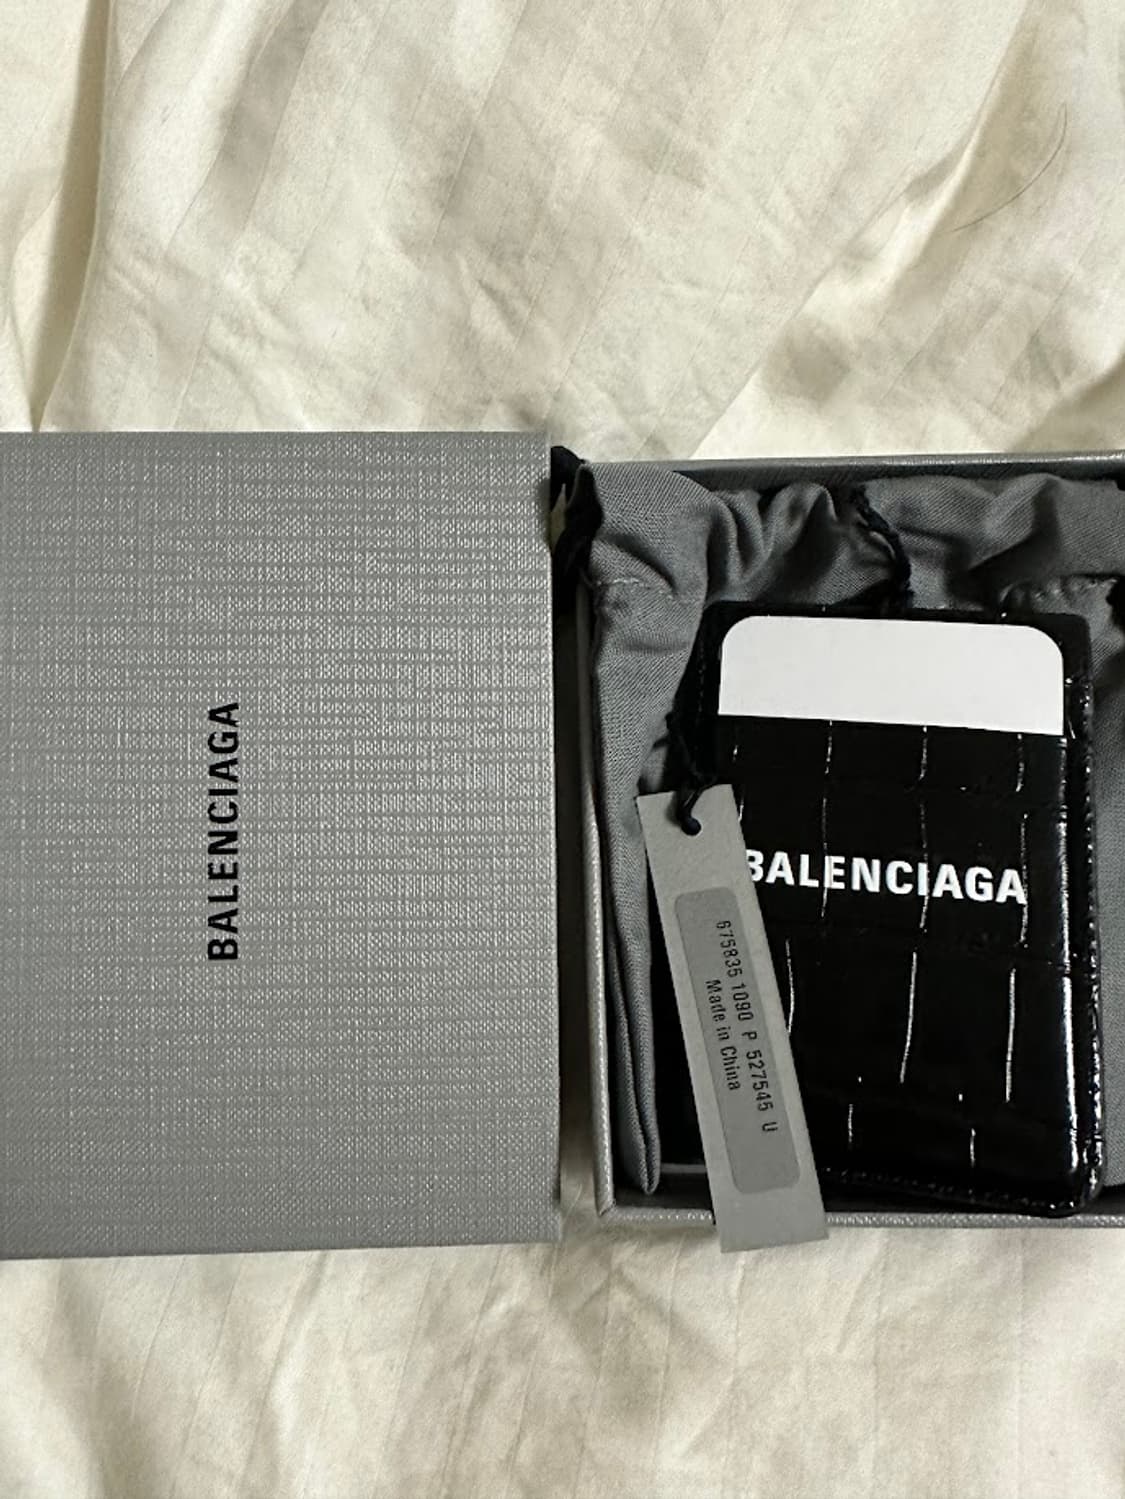 BALENCIAGA
BALENCIAGA
675835 1090 P 527545 U
Made in China